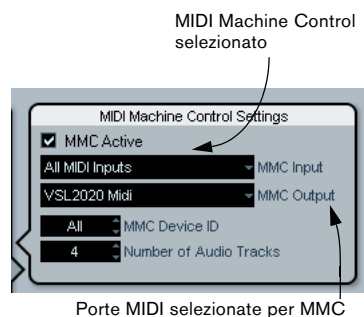 MIDI Machine Control
selezionato
MIDI Machine Control Settings
MMC Active
All MIDI Inputs MMC Input
VSL2020 Midi MMC Output
All MMC Device ID
4 Number of Audio Tracks
Porte MIDI selezionate per MMC